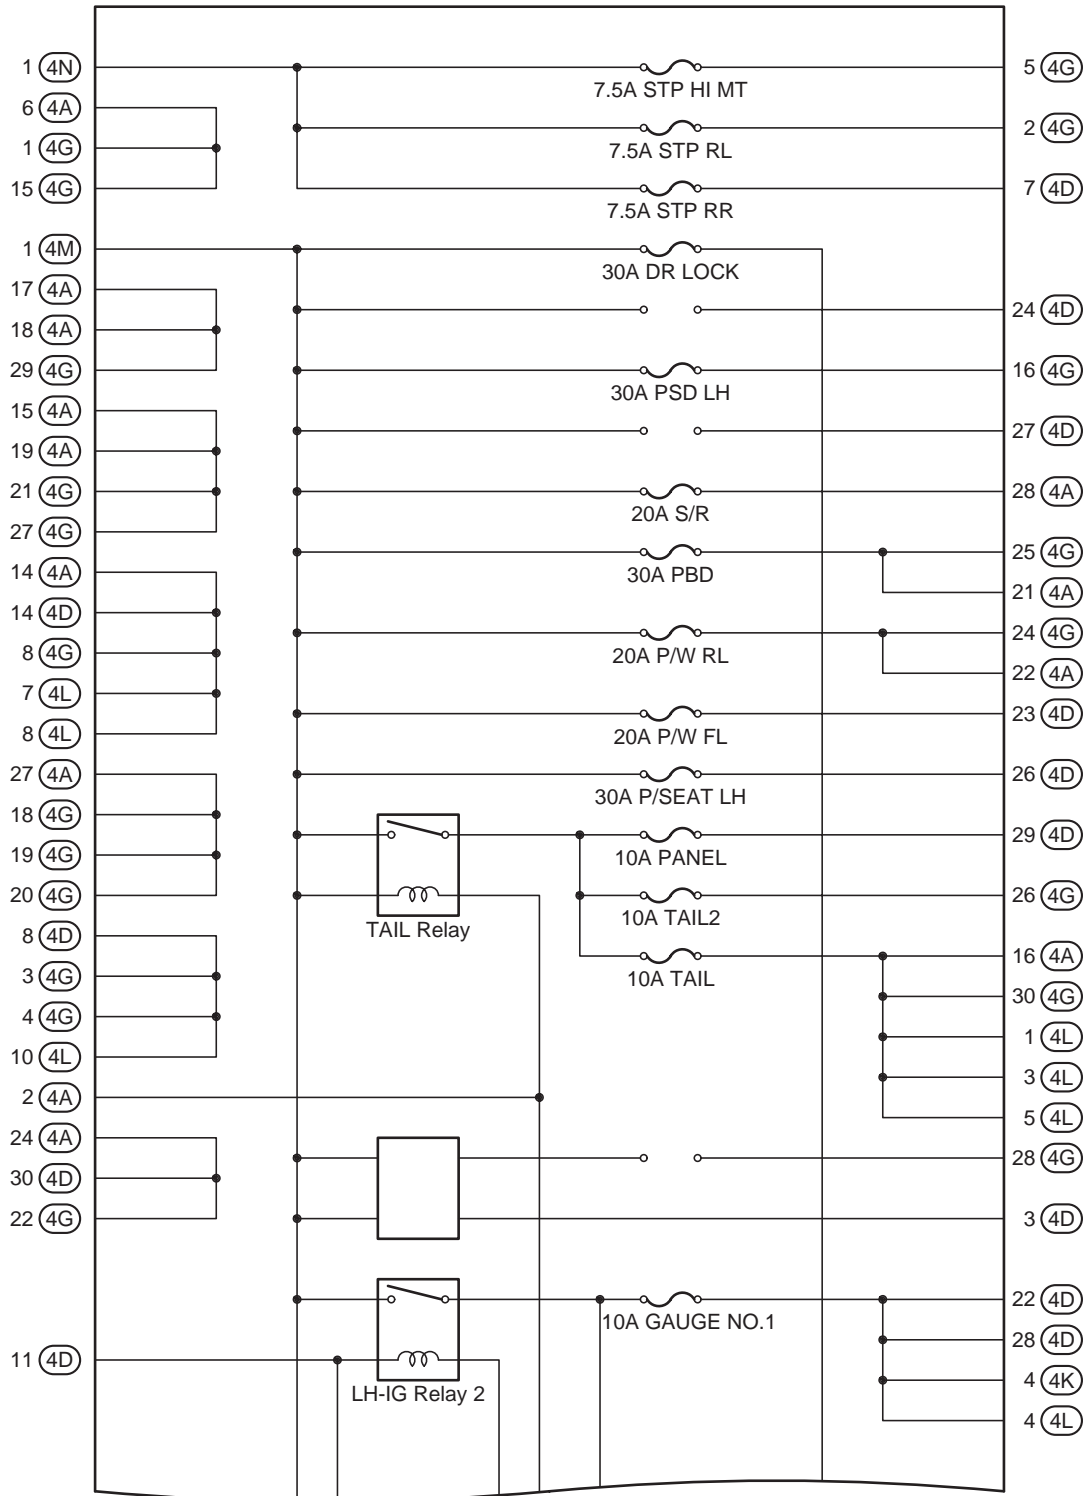 1 4N 5 4G
7.5A STP HI MT
6 4A
2 4G
1 4G
7.5A STP RL
15 4G 7 4D
7.5A STP RR
1 4M
30A DR LOCK
17 4A
24 4D
18 4A
29 4G 16 4G
30A PSD LH
15 4A
27 4D
19 4A
21 4G 28 4A
20A S/R
27 4G
25 4G
30A PBD
14 4A
21 4A
14 4D
24 4G
8 4G
20A P/W RL
22 4A
7 4L
23 4D
8 4L
20A P/W FL
27 4A 26 4D
30A P/SEAT LH
18 4G
29 4D
19 4G
10A PANEL
20 4G 26 4G
10A TAIL2
TAIL Relay
8 4D
16 4A
3 4G
10A TAIL
30 4G
4 4G
1 4L
10 4L
3 4L
2 4A
5 4L
24 4A
28 4G
30 4D
22 4G 3 4D
22 4D
10A GAUGE NO.1
28 4D
11 4D
4 4K
LH-IG Relay 2
4 4L